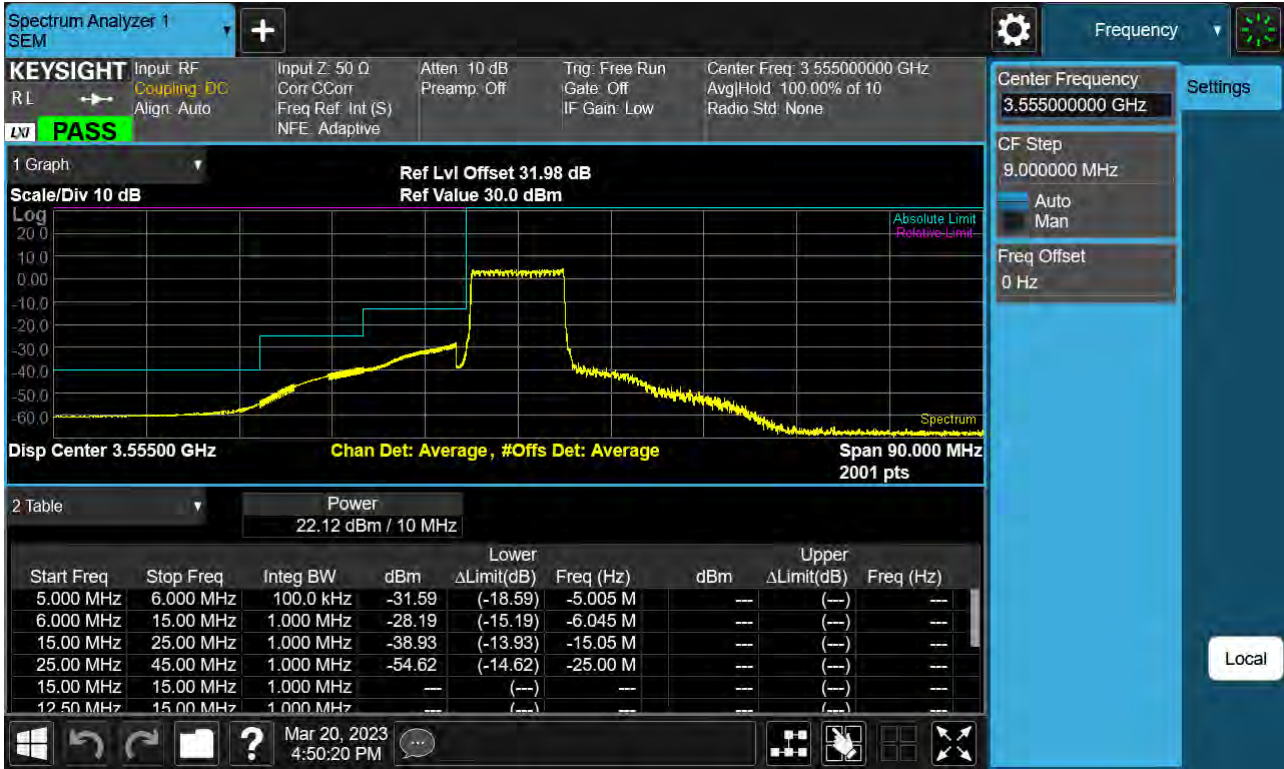 Spectrum Analyzer 1
SEM
+
Frequency
KEYSIGHT
RL
LXI
PASS
Input: RF
Coupling: DC
Align: Auto
Input Z: 50 Ω
Corr CCorr
Freq Ref: Int (S)
NFE: Adaptive
Atten: 10 dB
Preamp: Off
Trig: Free Run
Gate: Off
IF Gain: Low
Center Freq: 3.555000000 GHz
Avg|Hold: 100.00% of 10
Radio Std: None
Center Frequency
3.555000000 GHz
Settings
CF Step
9.000000 MHz
Auto
Man
Freq Offset
0 Hz
1 Graph
Ref Lvl Offset 31.98 dB
Scale/Div 10 dB
Ref Value 30.0 dBm
Log
Absolute Limit
Relative Limit
20.0
10.0
0.00
-10.0
-20.0
-30.0
-40.0
-50.0
-60.0
Spectrum
Disp Center 3.55500 GHz
Chan Det: Average, #Offs Det: Average
Span 90.000 MHz
2001 pts
2 Table
Power
22.12 dBm / 10 MHz
Lower Upper
Start Freq Stop Freq Integ BW dBm ΔLimit(dB) Freq (Hz) dBm ΔLimit(dB) Freq (Hz)
5.000 MHz 6.000 MHz 100.0 kHz -31.59 (-18.59) -5.005 M --- (---) ---
6.000 MHz 15.00 MHz 1.000 MHz -28.19 (-15.19) -6.045 M --- (---) ---
15.00 MHz 25.00 MHz 1.000 MHz -38.93 (-13.93) -15.05 M --- (---) ---
25.00 MHz 45.00 MHz 1.000 MHz -54.62 (-14.62) -25.00 M --- (---) ---
15.00 MHz 15.00 MHz 1.000 MHz --- (---) --- --- (---) ---
12.50 MHz 15.00 MHz 1.000 MHz --- (---) --- --- (---) ---
Local
?
Mar 20, 2023
4:50:20 PM